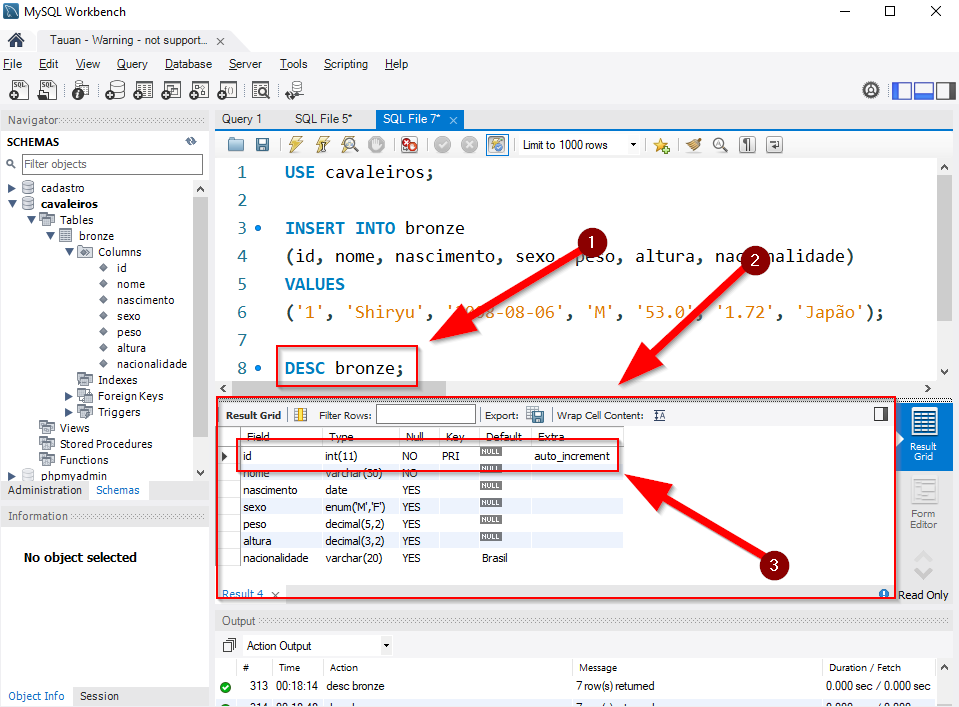 MySQL Workbench
Tauan - Warning - not support... ×
File Edit View Query Database Server Tools Scripting Help
Navigator
Query 1 SQL File 5* SQL File 7* ×
SCHEMAS
Filter objects
Limit to 1000 rows
cadastro
cavaleiros
Tables
bronze
Columns
id
nome
nascimento
sexo
peso
altura
nacionalidade
Indexes
Foreign Keys
Triggers
Views
Stored Procedures
Functions
phpmyadmin
Administration Schemas
Information
No object selected
Object Info Session
1 USE cavaleiros;
2
3 INSERT INTO bronze
4 (id, nome, nascimento, sexo, peso, altura, nacionalidade)
5 VALUES
6 ('1', 'Shiryu', '-08-06', 'M', '53.0', '1.72', 'Japão');
7
8 DESC bronze;
1
2
3
Result Grid Filter Rows: Export: Wrap Cell Content: IA
Field Type Null Key Default Extra
id int(11) NO PRI NULL auto_increment
nome varchar(30) NO NULL
nascimento date YES NULL
sexo enum('M','F') YES NULL
peso decimal(5,2) YES NULL
altura decimal(3,2) YES NULL
nacionalidade varchar(20) YES Brasil
Result 4 ×
Result
Grid
Form
Editor
Read Only
Output
Action Output
# Time Action Message Duration / Fetch
313 00:18:14 desc bronze 7 row(s) returned 0.000 sec / 0.000 sec